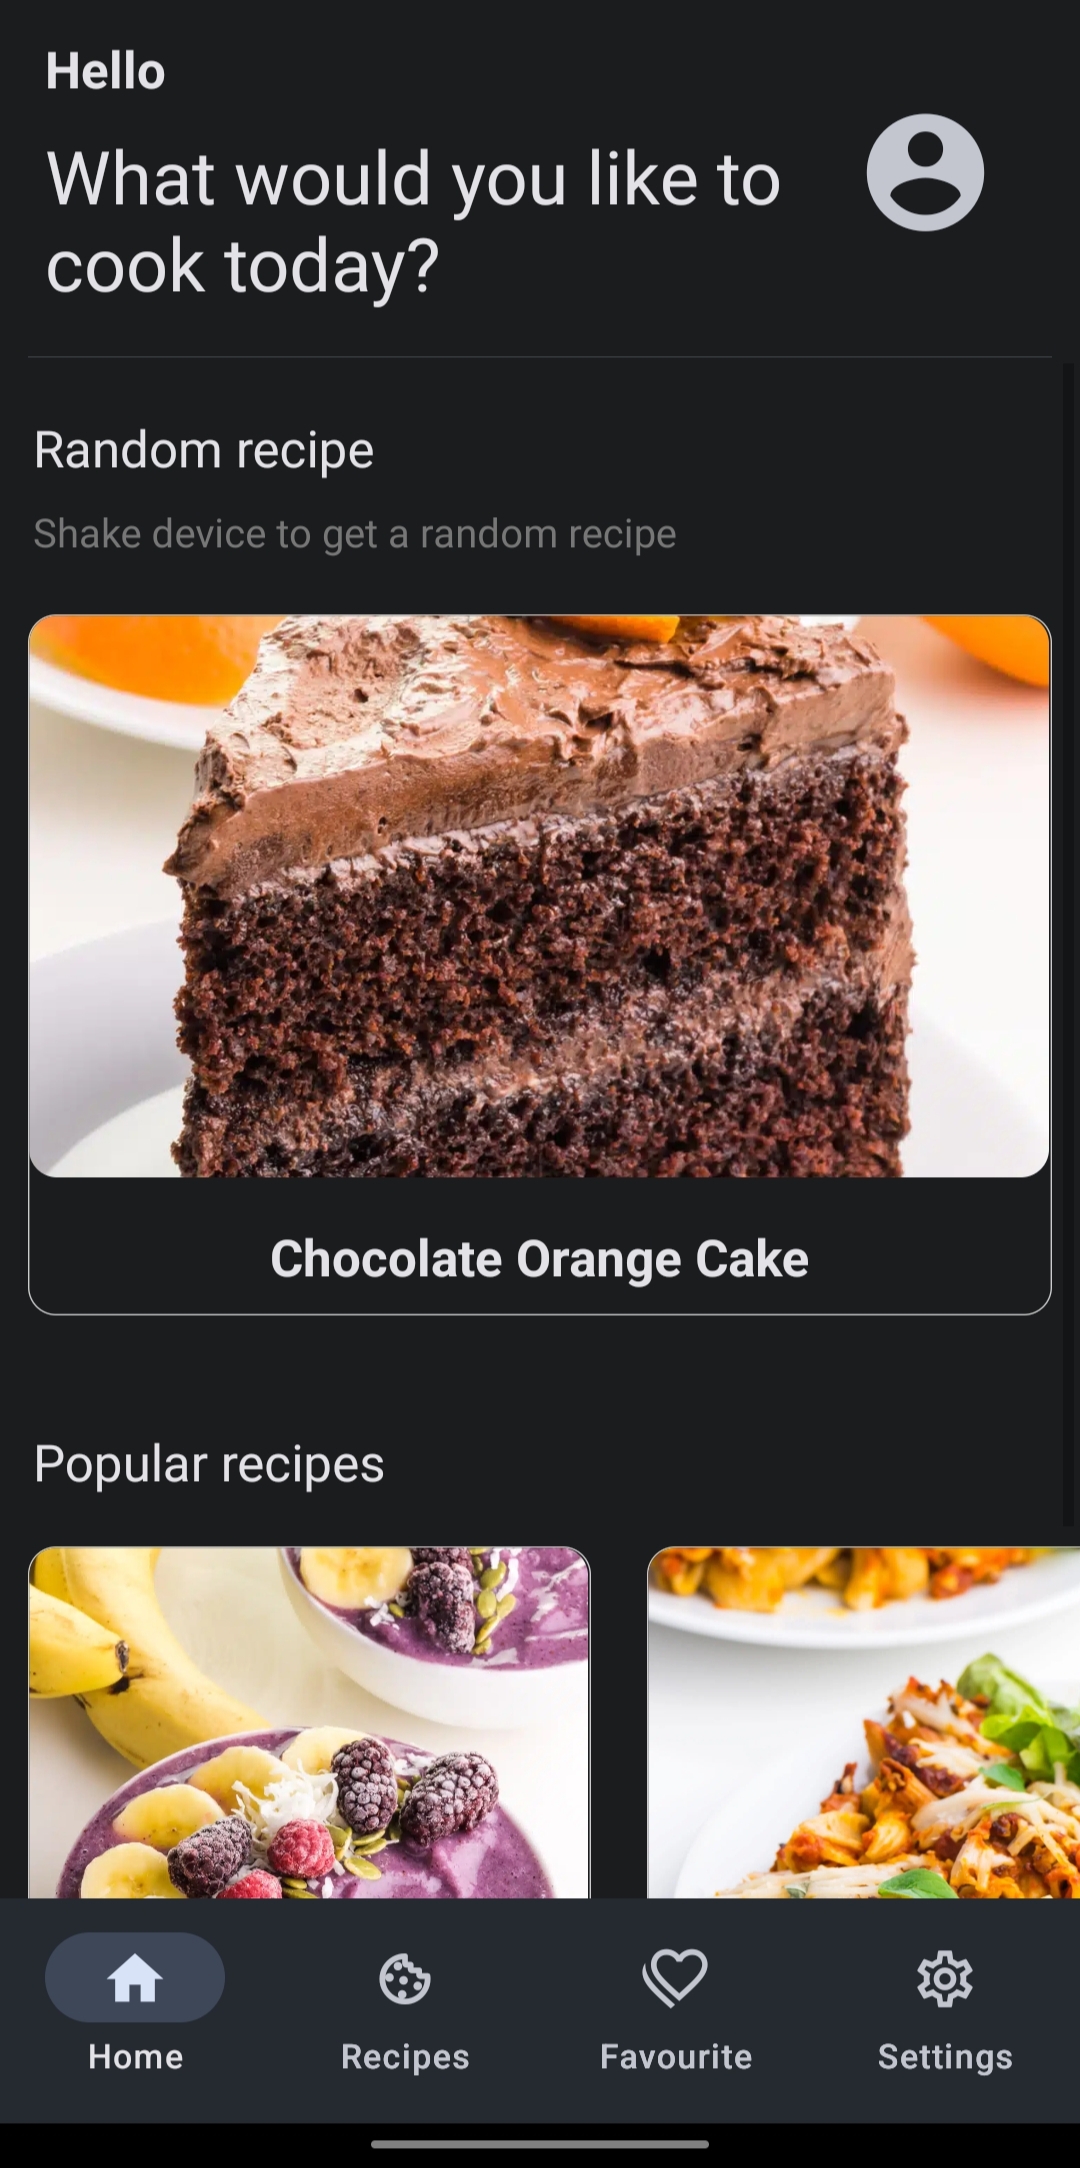 Hello
What would you like to
cook today?
Random recipe
Shake device to get a random recipe
Chocolate Orange Cake
Popular recipes
Home
Recipes
Favourite
Settings